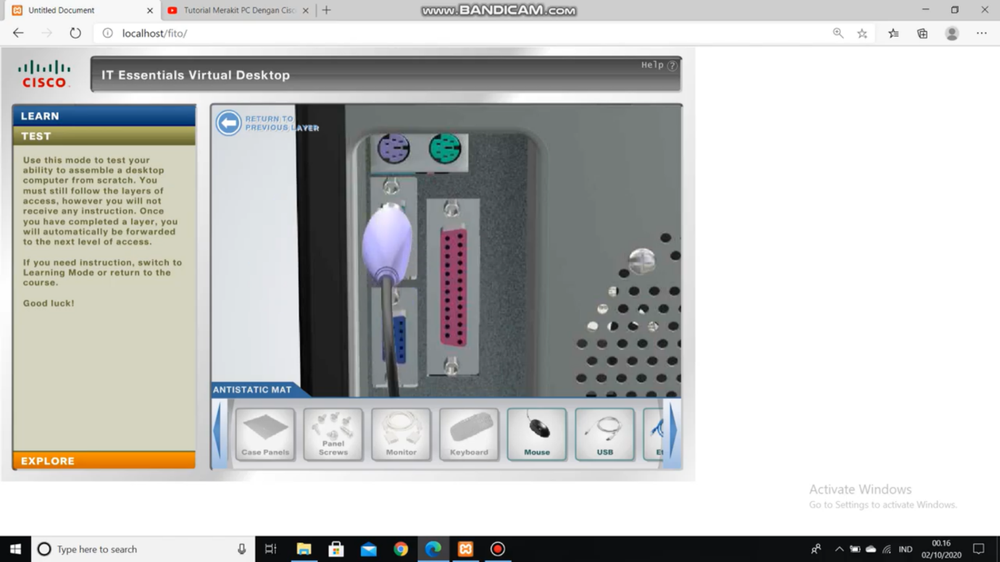 Untitled Document
Tutorial Merakit PC Dengan Cisc
www.BANDICAM.com
localhost/fito/
CISCO
IT Essentials Virtual Desktop
Help ?
LEARN
TEST
Use this mode to test your
ability to assemble a desktop
computer from scratch. You
must still follow the layers of
access, however you will not
receive any instruction. Once
you have completed a layer, you
will automatically be forwarded
to the next level of access.
If you need instruction, switch to
Learning Mode or return to the
course.
Good luck!
EXPLORE
RETURN TO
PREVIOUS LAYER
ANTISTATIC MAT
Case Panels
Panel
Screws
Monitor
Keyboard
Mouse
USB
Activate Windows
Go to Settings to activate Windows.
Type here to search
IND
00.16
02/10/2020